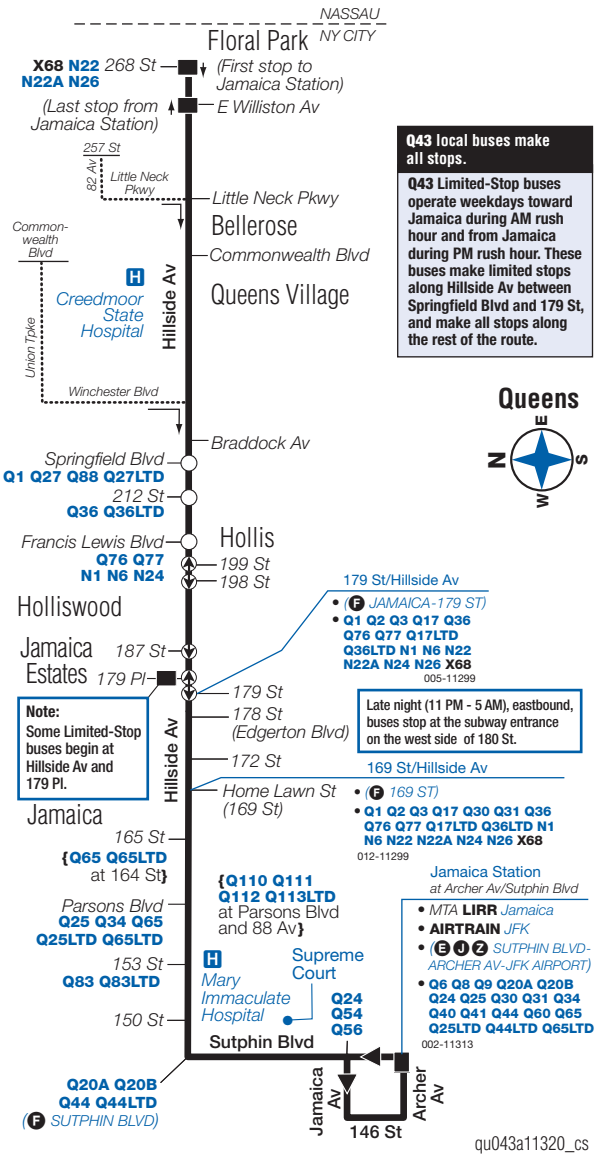 NASSAU
NY CITY
Floral Park
X68 N22 268 St
N22A N26
(First stop to
Jamaica Station)
(Last stop from
Jamaica Station)
E Williston Av
257 St
82 Av
Little Neck
Pkwy
Little Neck Pkwy
Bellerose
Common-
wealth
Blvd
Commonwealth Blvd
H
Creedmoor
State
Hospital
Hillside Av
Queens Village
Union Tpke
Winchester Blvd
Braddock Av
Q43 local buses make
all stops.
Q43 Limited-Stop buses
operate weekdays toward
Jamaica during AM rush
hour and from Jamaica
during PM rush hour. These
buses make limited stops
along Hillside Av between
Springfield Blvd and 179 St,
and make all stops along
the rest of the route.
Queens
E
N
S
W
Springfield Blvd
Q1 Q27 Q88 Q27LTD
212 St
Q36 Q36LTD
Francis Lewis Blvd
Q76 Q77
N1 N6 N24
Hollis
199 St
198 St
Holliswood
Jamaica
Estates
187 St
179 Pl
179 St
178 St
(Edgerton Blvd)
172 St
Home Lawn St
(169 St)
Note:
Some Limited-Stop
buses begin at
Hillside Av and
179 Pl.
Hillside Av
179 St/Hillside Av
• (F JAMAICA-179 ST)
• Q1 Q2 Q3 Q17 Q36
Q76 Q77 Q17LTD
Q36LTD N1 N6 N22
N22A N24 N26 X68
005-11299
Late night (11 PM - 5 AM), eastbound,
buses stop at the subway entrance
on the west side of 180 St.
169 St/Hillside Av
• (F 169 ST)
• Q1 Q2 Q3 Q17 Q30 Q31 Q36
Q76 Q77 Q17LTD Q36LTD N1
N6 N22 N22A N24 N26 X68
012-11299
Jamaica
165 St
{Q65 Q65LTD
at 164 St}
Parsons Blvd
Q25 Q34 Q65
Q25LTD Q65LTD
153 St
Q83 Q83LTD
150 St
{Q110 Q111
Q112 Q113LTD
at Parsons Blvd
and 88 Av}
H
Mary
Immaculate
Hospital
Supreme
Court
Q24
Q54
Q56
Sutphin Blvd
Jamaica Station
at Archer Av/Sutphin Blvd
• MTA LIRR Jamaica
• AIRTRAIN JFK
• (E J Z SUTPHIN BLVD-
ARCHER AV-JFK AIRPORT)
• Q6 Q8 Q9 Q20A Q20B
Q24 Q25 Q30 Q31 Q34
Q40 Q41 Q44 Q60 Q65
Q25LTD Q44LTD Q65LTD
002-11313
Q20A Q20B
Q44 Q44LTD
(F SUTPHIN BLVD)
Jamaica
Av
146 St
Archer
Av
qu043a11320_cs